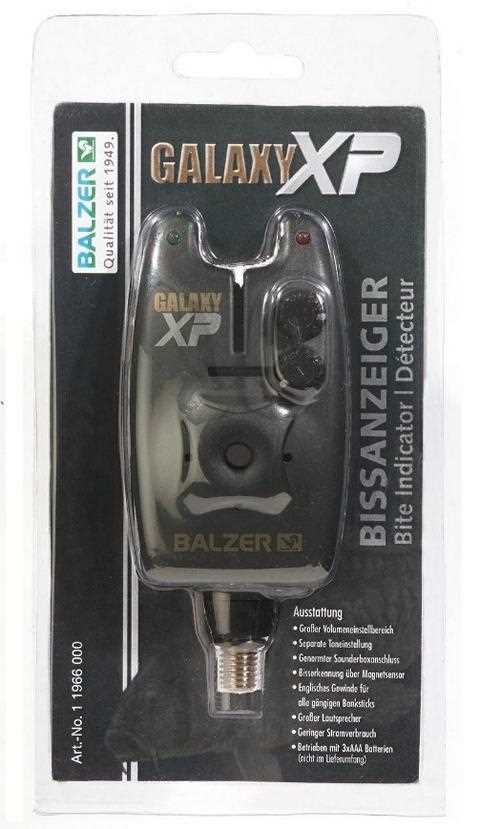 BALZER
Qualität seit 1949.
GALAXY XP
GALAXY
XP
BALZER
BISSANZEIGER
Bite Indicator | Détecteur
Ausstattung
• Großer Volumeneinstellbereich
• Separate Toneinstellung
• Genormter Sounderboxanschluss
• Bisserkennung über Magnetsensor
• Englisches Gewinde für
alle gängigen Banksticks
• Großer Lautsprecher
• Geringer Stromverbrauch
• Betrieben mit 3xAAA Batterien
(nicht im Lieferumfang)
Art.-No. 1 1966 000